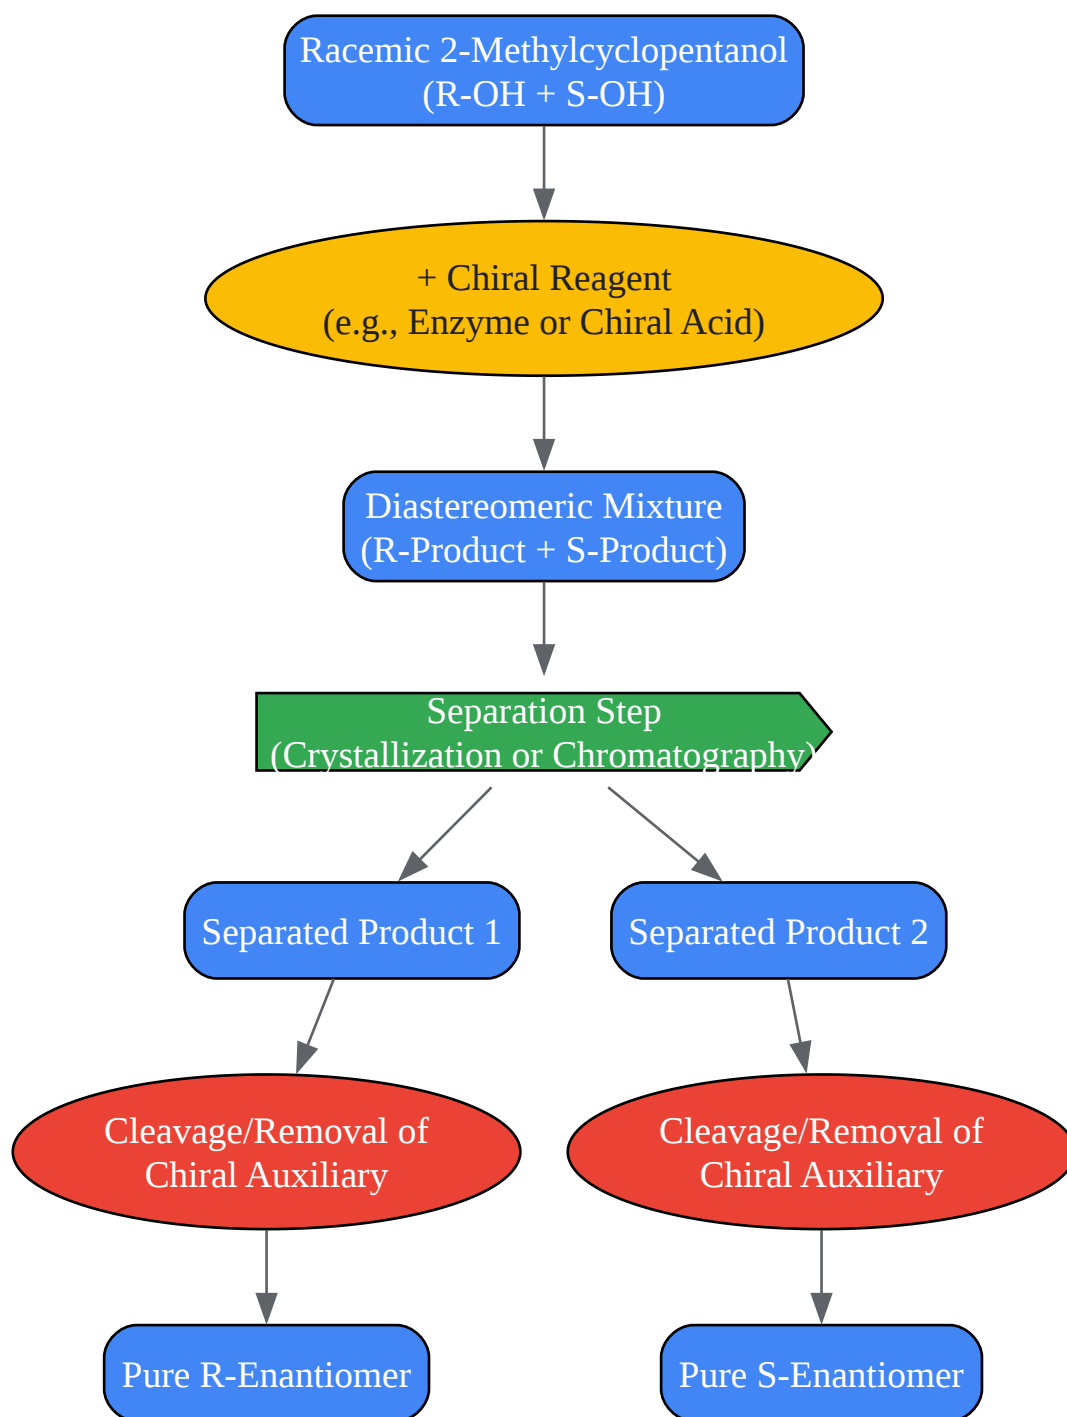 Racemic 2-Methylcyclopentanol
(R-OH + S-OH)
+ Chiral Reagent
(e.g., Enzyme or Chiral Acid)
Diastereomeric Mixture
(R-Product + S-Product)
Separation Step
(Crystallization or Chromatography)
Separated Product 1
Separated Product 2
Cleavage/Removal of
Chiral Auxiliary
Cleavage/Removal of
Chiral Auxiliary
Pure R-Enantiomer
Pure S-Enantiomer